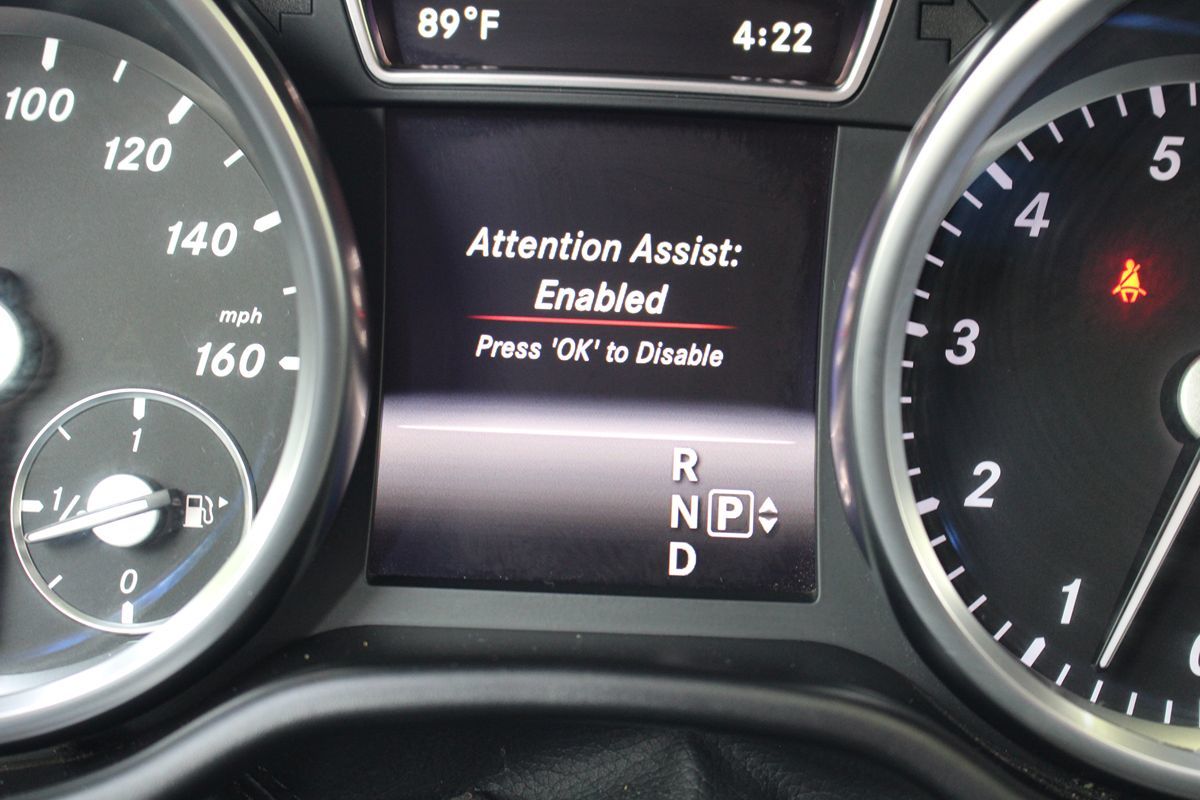 89°F 4:22
100
120
140
mph
160
1
1/
0
Attention Assist:
Enabled
Press 'OK' to Disable
R
N P
D
5
4
3
2
1